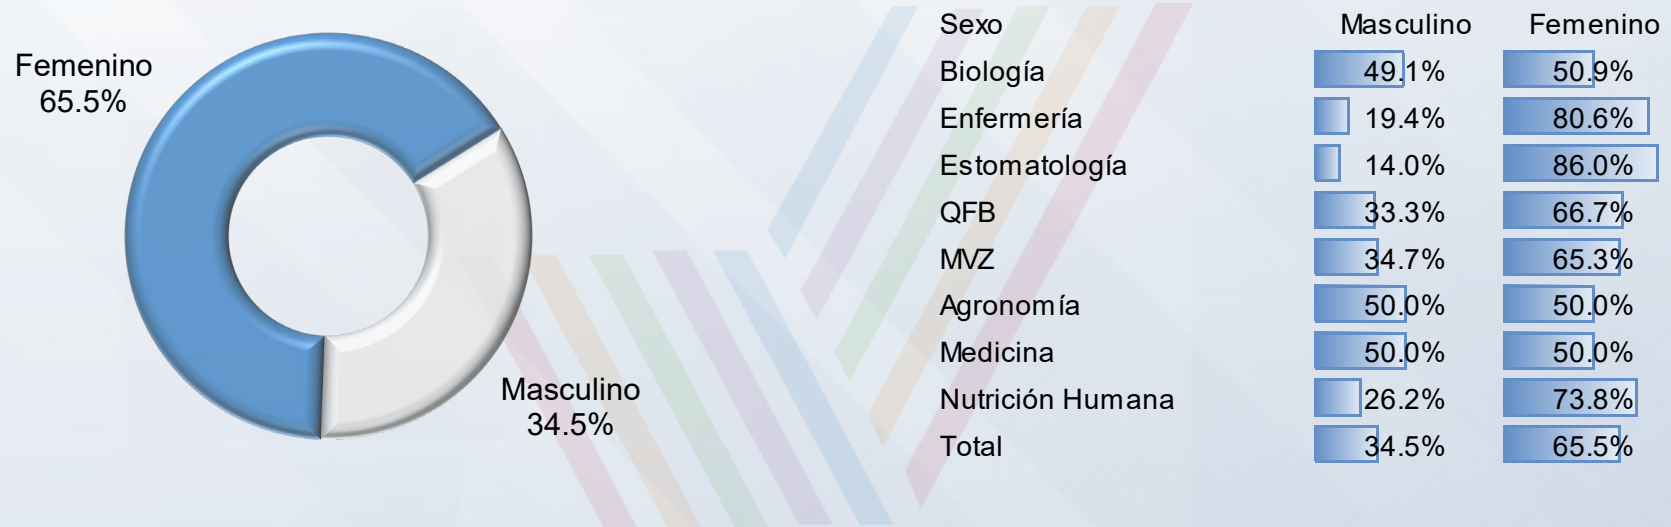 Femenino
65.5%
Masculino
34.5%
Sexo Masculino Femenino
Biología 49.1% 50.9%
Enfermería 19.4% 80.6%
Estomatología 14.0% 86.0%
QFB 33.3% 66.7%
MVZ 34.7% 65.3%
Agronomía 50.0% 50.0%
Medicina 50.0% 50.0%
Nutrición Humana 26.2% 73.8%
Total 34.5% 65.5%